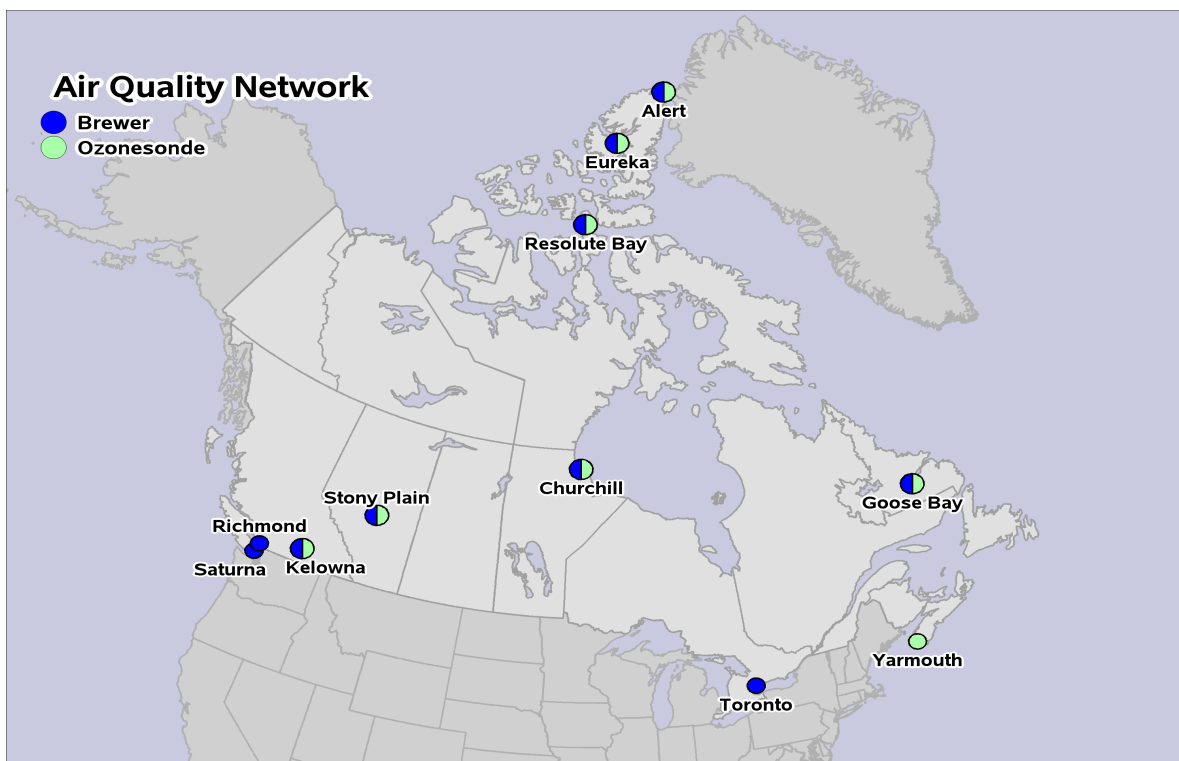 Air Quality Network
Brewer
Ozonesonde
Alert
Eureka
Resolute Bay
Churchill
Stony Plain
Goose Bay
Richmond
Saturna
Kelowna
Yarmouth
Toronto